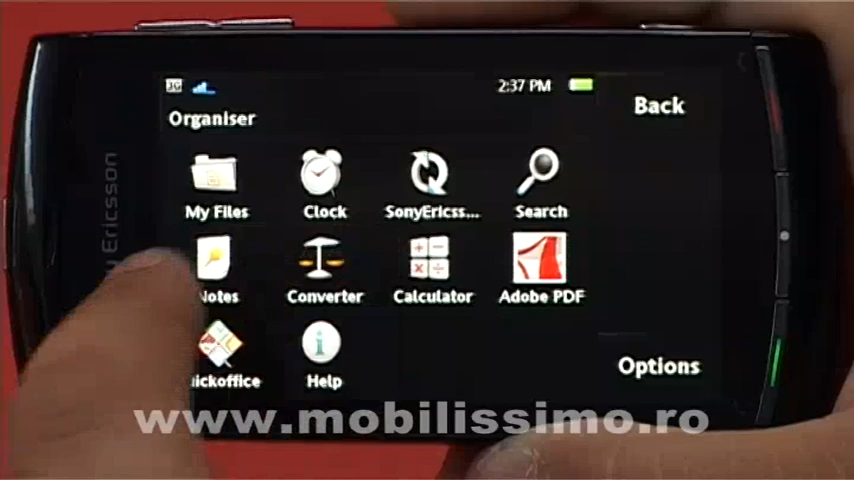 3G
2:37 PM
Back
Organiser
My Files
Clock
SonyEricss...
Search
Notes
Converter
Calculator
Adobe PDF
uickoffice
Help
Options
Ericsson
www.mobilissimo.ro